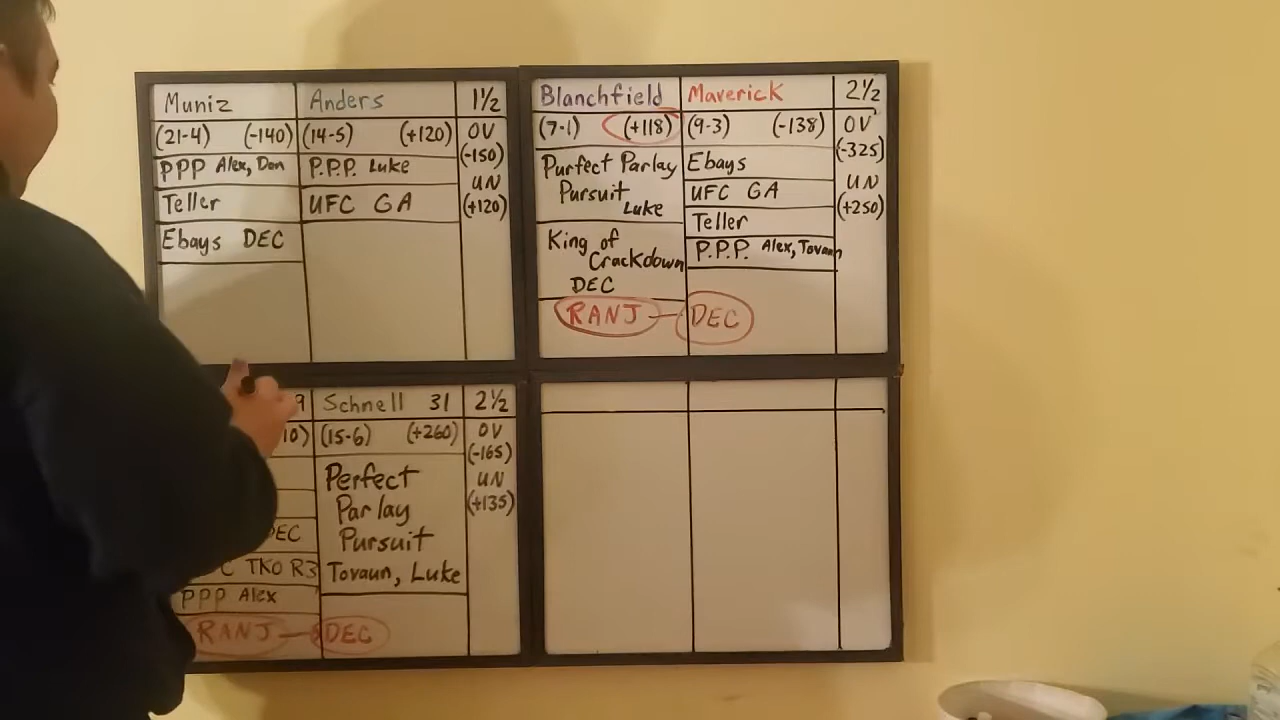 Muniz Anders 1½
(21-4) (-140) (14-5) (+120) OV
(-150)
PPP Alex, Don P.P.P. Luke
UN
Teller UFC GA (+120)
Ebays DEC
Blanchfield Maverick 2½
(7-1) (+118) (9-3) (-138) OV
(-325)
Purfect Parlay
Pursuit
Luke
Ebays
UFC GA
UN
(+250)
Teller
P.P.P. Alex, Tovaun
King of
Crackdown
DEC
RANJ - DEC
9 Schnell 31 2½
10) (15-6) (+260) OV
(-165)
UN
(+135)
Perfect
Parlay
Pursuit
Tovaun, Luke
DEC
C TKO R3
PPP Alex
RANJ - DEC